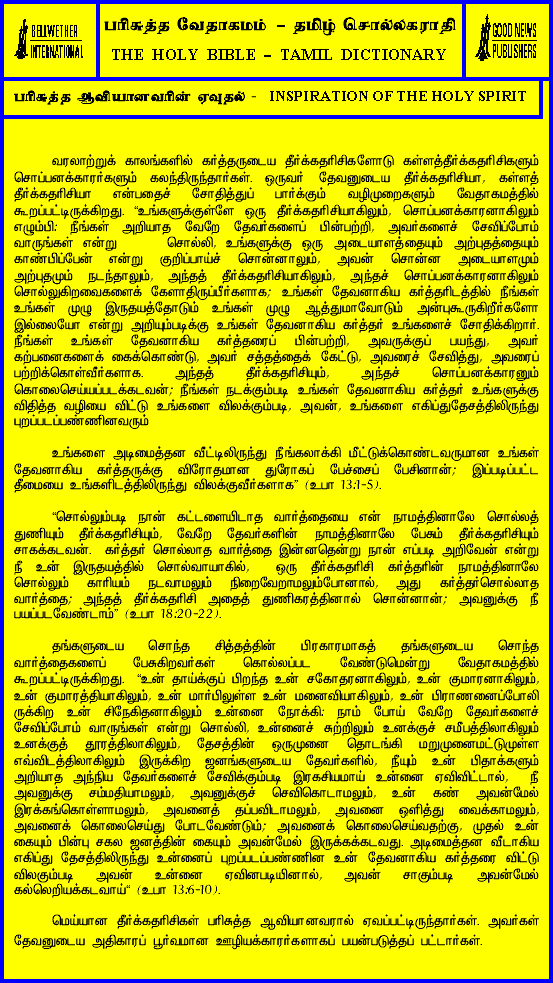 BELLWETHER
INTERNATIONAL
பரிசுத்த வேதாகமம் – தமிழ் சொல்லகராதி
THE HOLY BIBLE – TAMIL DICTIONARY
GOOD NEWS
PUBLISHERS
பரிசுத்த ஆவியானவரின் ஏவுதல் - INSPIRATION OF THE HOLY SPIRIT
வரலாற்றுக் காலங்களில் கர்த்தருடைய தீர்க்கதரிசிகளோடு கள்ளத்தீர்க்கதரிசிகளும்
சொப்பனக்காரர்களும் கலந்திருந்தார்கள். ஒருவர் தேவனுடைய தீர்க்கதரிசியா, கள்ளத்
தீர்க்கதரிசியா என்பதைச் சோதித்துப் பார்க்கும் வழிமுறைகளும் வேதாகமத்தில்
கூறப்பட்டிருக்கிறது. “உங்களுக்குள்ளே ஒரு தீர்க்கதரிசியாகிலும், சொப்பனக்காரனாகிலும்
எழும்பி: நீங்கள் அறியாத வேறே தேவர்களைப் பின்பற்றி, அவர்களைச் சேவிப்போம்
வாருங்கள் என்று சொல்லி, உங்களுக்கு ஒரு அடையாளத்தையும் அற்புதத்தையும்
காண்பிப்பேன் என்று குறிப்பாய்ச் சொன்னாலும், அவன் சொன்ன அடையாளமும்
அற்புதமும் நடந்தாலும், அந்தத் தீர்க்கதரிசியாகிலும், அந்தச் சொப்பனக்காரனாகிலும்
சொல்லுகிறவைகளைக் கேளாதிருப்பீர்களாக; உங்கள் தேவனாகிய கர்த்தரிடத்தில் நீங்கள்
உங்கள் முழு இருதயத்தோடும் உங்கள் முழு ஆத்துமாவோடும் அன்புகூருகிறீர்களோ
இல்லையோ என்று அறியும்படிக்கு உங்கள் தேவனாகிய கர்த்தர் உங்களைச் சோதிக்கிறார்.
நீங்கள் உங்கள் தேவனாகிய கர்த்தரைப் பின்பற்றி, அவருக்குப் பயந்து, அவர்
கற்பனைகளைக் கைக்கொண்டு, அவர் சத்தத்தைக் கேட்டு, அவரைச் சேவித்து, அவரைப்
பற்றிக்கொள்வீர்களாக. அந்தத் தீர்க்கதரிசியும், அந்தச் சொப்பனக்காரனும்
கொலைசெய்யப்படக்கடவன்; நீங்கள் நடக்கும்படி உங்கள் தேவனாகிய கர்த்தர் உங்களுக்கு
விதித்த வழியை விட்டு உங்களை விலக்கும்படி, அவன், உங்களை எகிப்துதேசத்திலிருந்து
புறப்படப்பண்ணினவரும்
உங்களை அடிமைத்தன வீட்டிலிருந்து நீங்கலாக்கி மீட்டுக்கொண்டவருமான உங்கள்
தேவனாகிய கர்த்தருக்கு விரோதமான துரோகப் பேச்சைப் பேசினான்; இப்படிப்பட்ட
தீமையை உங்களிடத்திலிருந்து விலக்குவீர்களாக” (உபா 13:1-5).
“சொல்லும்படி நான் கட்டளையிடாத வார்த்தையை என் நாமத்தினாலே சொல்லத்
துணியும் தீர்க்கதரிசியும், வேறே தேவர்களின் நாமத்தினாலே பேசும் தீர்க்கதரிசியும்
சாகக்கடவன். கர்த்தர் சொல்லாத வார்த்தை இன்னதென்று நான் எப்படி அறிவேன் என்று
நீ உன் இருதயத்தில் சொல்வாயாகில், ஒரு தீர்க்கதரிசி கர்த்தரின் நாமத்தினாலே
சொல்லும் காரியம் நடவாமலும் நிறைவேறாமலும்போனால், அது கர்த்தர்சொல்லாத
வார்த்தை; அந்தத் தீர்க்கதரிசி அதைத் துணிகரத்தினால் சொன்னான்; அவனுக்கு நீ
பயப்படவேண்டாம்” (உபா 18:20-22).
தங்களுடைய சொந்த சித்தத்தின் பிரகாரமாகத் தங்களுடைய சொந்த
வார்த்தைகளைப் பேசுகிறவர்கள் கொல்லப்பட வேண்டுமென்று வேதாகமத்தில்
கூறப்பட்டிருக்கிறது. “உன் தாய்க்குப் பிறந்த உன் சகோதரனாகிலும், உன் குமாரனாகிலும்,
உன் குமாரத்தியாகிலும், உன் மார்பிலுள்ள உன் மனைவியாகிலும், உன் பிராணனைப்போலி
ருக்கிற உன் சிநேகிதனாகிலும் உன்னை நோக்கி: நாம் போய் வேறே தேவர்களைச்
சேவிப்போம் வாருங்கள் என்று சொல்லி, உன்னைச் சுற்றிலும் உனக்குச் சமீபத்திலாகிலும்
உனக்குத் தூரத்திலாகிலும், தேசத்தின் ஒருமுனை தொடங்கி மறுமுனைமட்டுமுள்ள
எவ்விடத்திலாகிலும் இருக்கிற ஜனங்களுடைய தேவர்களில், நீயும் உன் பிதாக்களும்
அறியாத அந்நிய தேவர்களைச் சேவிக்கும்படி இரகசியமாய் உன்னை ஏவிவிட்டால், நீ
அவனுக்கு சம்மதியாமலும், அவனுக்குச் செவிகொடாமலும், உன் கண் அவன்மேல்
இரக்கங்கொள்ளாமலும், அவனைத் தப்பவிடாமலும், அவனை ஒளித்து வைக்காமலும்,
அவனைக் கொலைசெய்து போடவேண்டும்; அவனைக் கொலைசெய்வதற்கு, முதல் உன்
கையும் பின்பு சகல ஜனத்தின் கையும் அவன்மேல் இருக்கக்கடவது. அடிமைத்தன வீடாகிய
எகிப்து தேசத்திலிருந்து உன்னைப் புறப்படப்பண்ணின உன் தேவனாகிய கர்த்தரை விட்டு
விலகும்படி அவன் உன்னை ஏவினபடியினால், அவன் சாகும்படி அவன்மேல்
கல்லெறியக்கடவாய்“ (உபா 13:6-10).
மெய்யான தீர்க்கதரிசிகள் பரிசுத்த ஆவியானவரால் ஏவப்பட்டிருந்தார்கள். அவர்கள்
தேவனுடைய அதிகாரப் பூர்வமான ஊழியக்காரர்களாகப் பயன்படுத்தப் பட்டார்கள்.